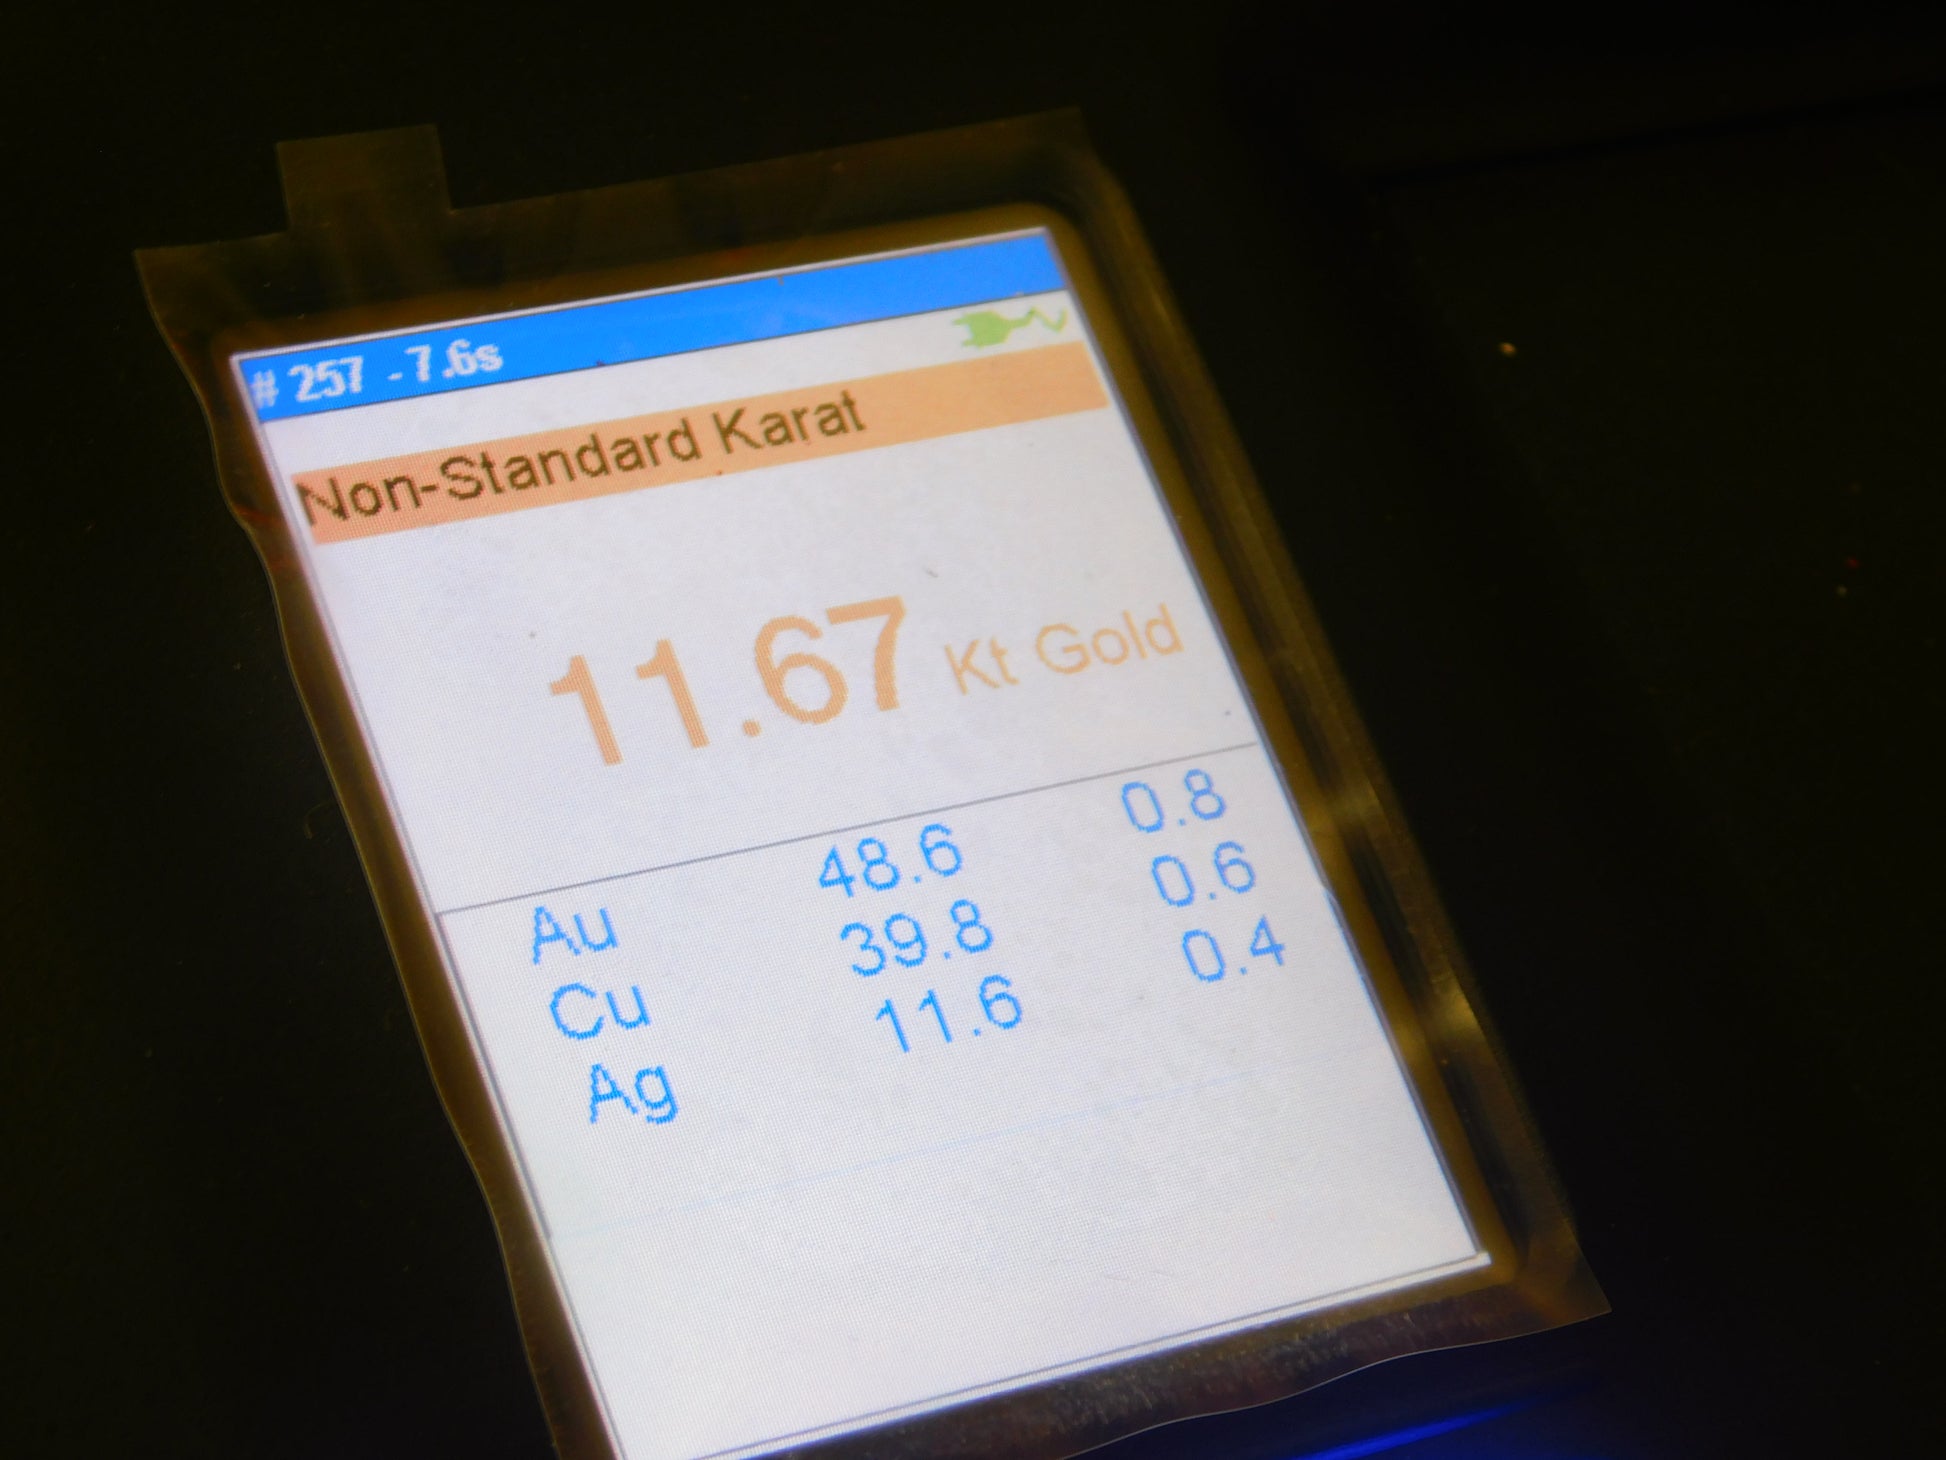 # 257 -7.6s
Non-Standard Karat
11.67 Kt Gold
Au 48.6 0.8
Cu 39.8 0.6
Ag 11.6 0.4